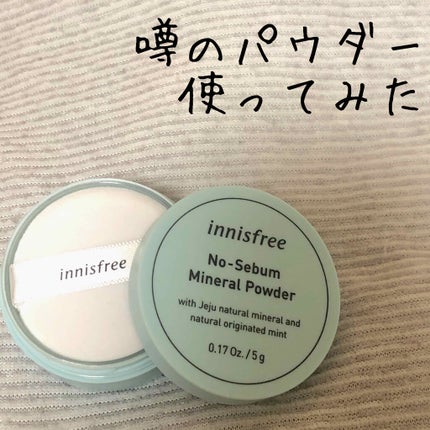 噂のパウダー
使ってみた
innisfree
innisfree
No-Sebum
Mineral Powder
with Jeju natural mineral and
natural originated mint
0.17 Oz. / 5 g